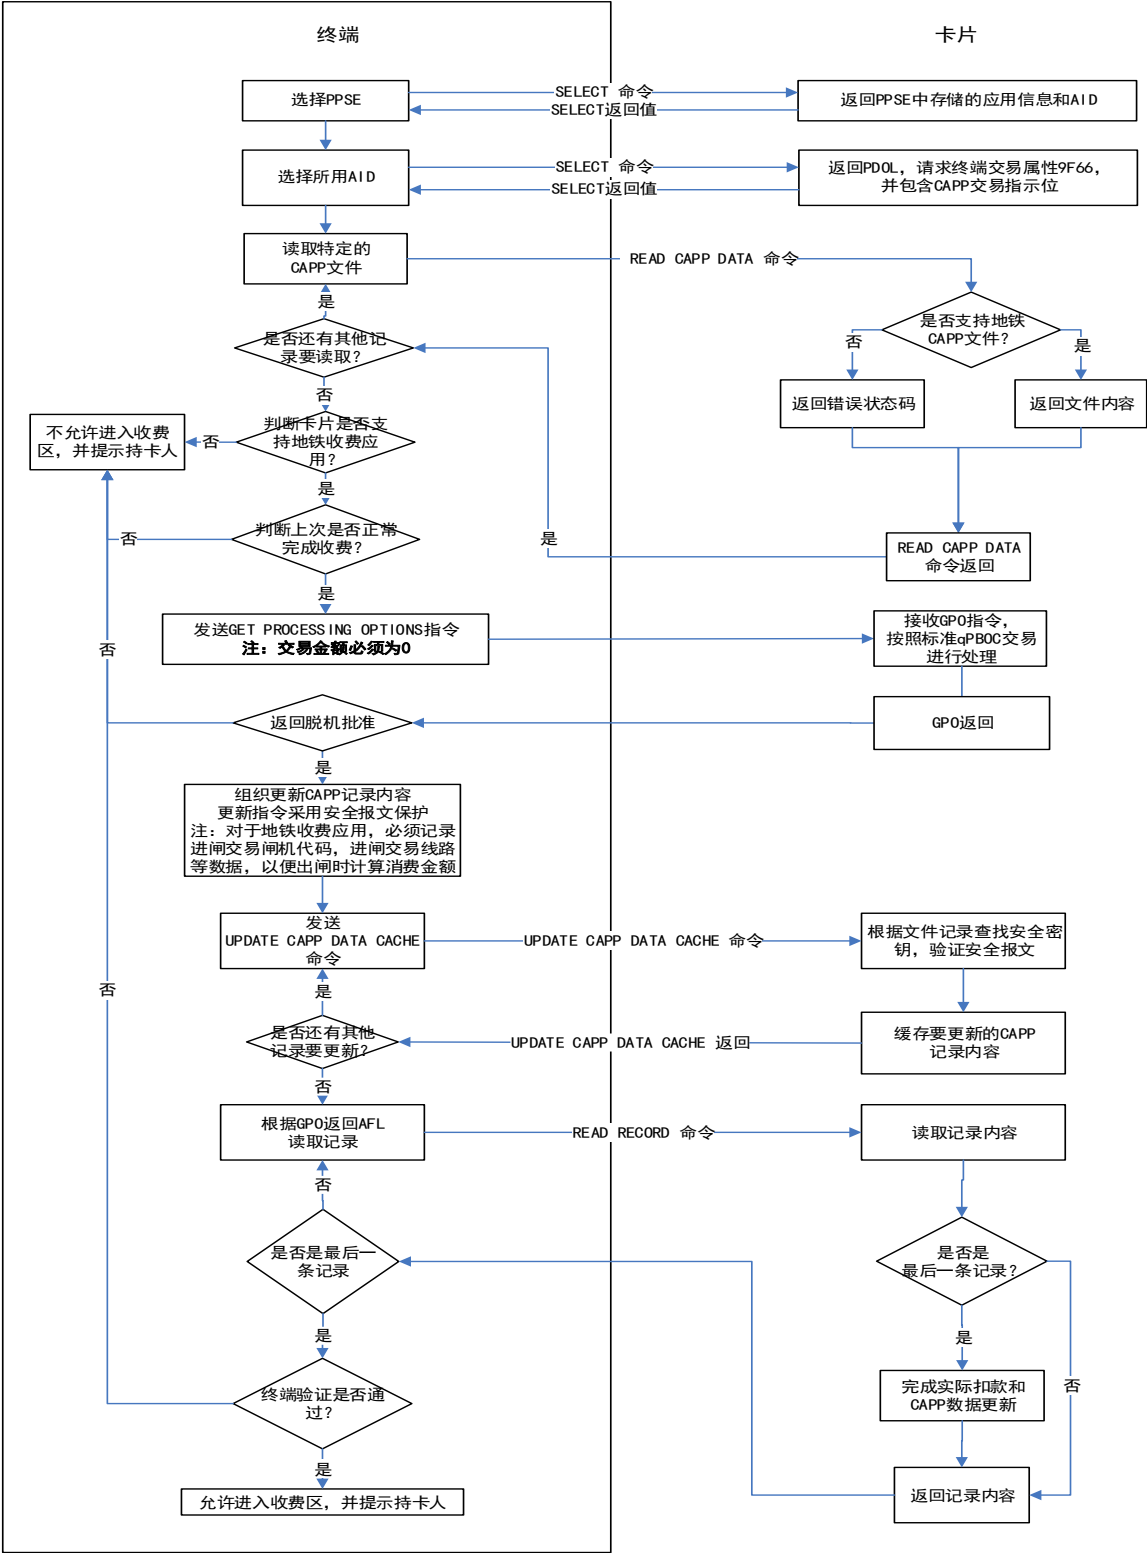 终端
卡片
选择PPSE
SELECT 命令
SELECT返回值
返回PPSE中存储的应用信息和AID
选择所用AID
SELECT 命令
SELECT返回值
返回PDOL，请求终端交易属性9F66，
并包含CAPP交易指示位
读取特定的
CAPP文件
READ CAPP DATA 命令
是
是否还有其他记
录要读取？
是否支持地铁
CAPP文件？
否
是
否
返回错误状态码
返回文件内容
不允许进入收费
区，并提示持卡人
否
判断卡片是否支
持地铁收费应
用？
是
否
判断上次是否正常
完成收费？
是
READ CAPP DATA
命令返回
是
发送GET PROCESSING OPTIONS指令
注：交易金额必须为0
接收GPO指令，
按照标准qPBOC交易
进行处理
否
返回脱机批准
GPO返回
是
组织更新CAPP记录内容
更新指令采用安全报文保护
注：对于地铁收费应用，必须记录
进闸交易闸机代码，进闸交易线路
等数据，以便出闸时计算消费金额
发送
UPDATE CAPP DATA CACHE
命令
UPDATE CAPP DATA CACHE 命令
根据文件记录查找安全密
钥，验证安全报文
否
是
是否还有其他
记录要更新？
UPDATE CAPP DATA CACHE 返回
缓存要更新的CAPP
记录内容
否
根据GPO返回AFL
读取记录
READ RECORD 命令
读取记录内容
否
是否是最后一
条记录
是否是
最后一条记录？
是
是
终端验证是否通
过？
完成实际扣款和
CAPP数据更新
否
是
允许进入收费区，并提示持卡人
返回记录内容